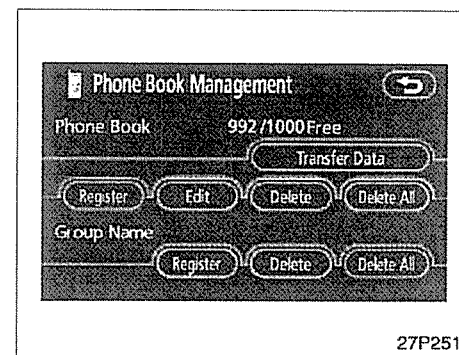 Phone Book Management
Phone Book 992/1000Free
Transfer Data
Register Edit Delete Delete All
Group Name
Register Delete Delete All
27P251